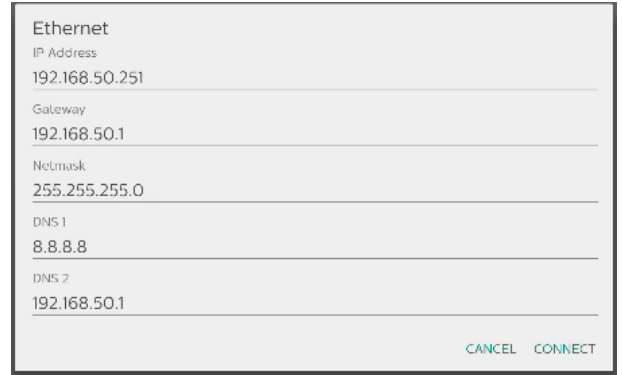 Ethernet
IP Address
192.168.50.251
Gateway
192.168.50.1
Netmask
255.255.255.0
DNS 1
8.8.8.8
DNS 2
192.168.50.1
CANCEL CONNECT